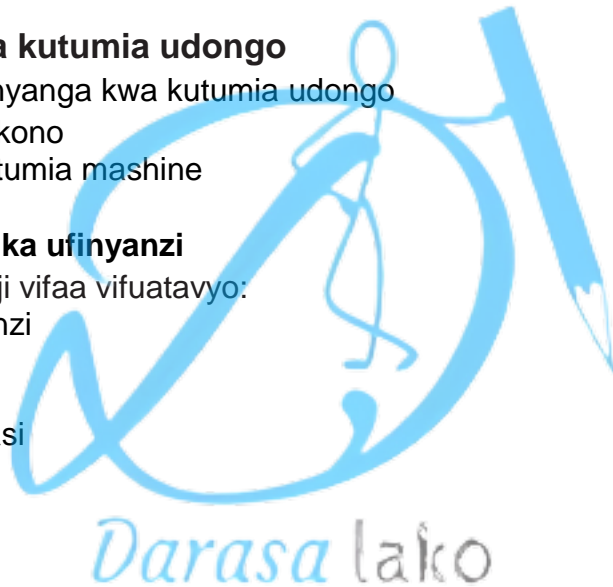 a kutumia udongo
nyanga kwa kutumia udongo
kono
tumia mashine
ka ufinyanzi
ji vifaa vifuatavyo:
nzi
si
Darasa lako